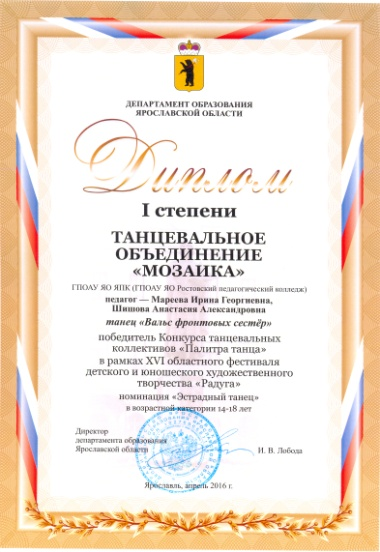 ДЕПАРТАМЕНТ ОБРАЗОВАНИЯ
ЯРОСЛАВСКОЙ ОБЛАСТИ
Диплом
I степени
ТАНЦЕВАЛЬНОЕ
ОБЪЕДИНЕНИЕ
«МОЗАИКА»
ГПОАУ ЯО ЯПК (ГПОАУ ЯО Ростовский педагогический колледж)
педагог — Мареева Ирина Георгиевна,
Шишова Анастасия Александровна
танец «Вальс фронтовых сестёр»
победитель Конкурса танцевальных
коллективов «Палитра танца»
в рамках XVI областного фестиваля
детского и юношеского художественного
творчества «Радуга»
номинация «Эстрадный танец»
в возрастной категории 14-18 лет
Директор
департамента образования
Ярославской области
И. В. Лобода
Ярославль, апрель 2016 г.